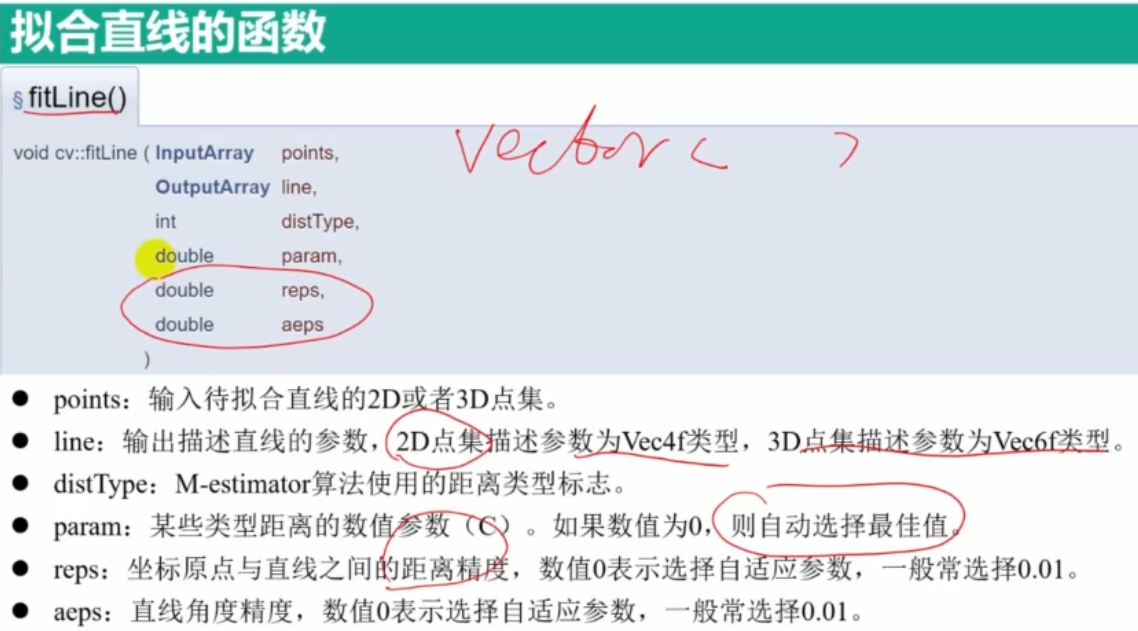 拟合直线的函数
§ fitLine()
vector< >
void cv::fitLine ( InputArray points,
OutputArray line,
int distType,
double param,
double reps,
double aeps
)
● points：输入待拟合直线的2D或者3D点集。
● line：输出描述直线的参数，2D点集描述参数为Vec4f类型，3D点集描述参数为Vec6f类型。
● distType：M-estimator算法使用的距离类型标志。
● param：某些类型距离的数值参数（C）。如果数值为0，则自动选择最佳值。
● reps：坐标原点与直线之间的距离精度，数值0表示选择自适应参数，一般常选择0.01。
● aeps：直线角度精度，数值0表示选择自适应参数，一般常选择0.01。